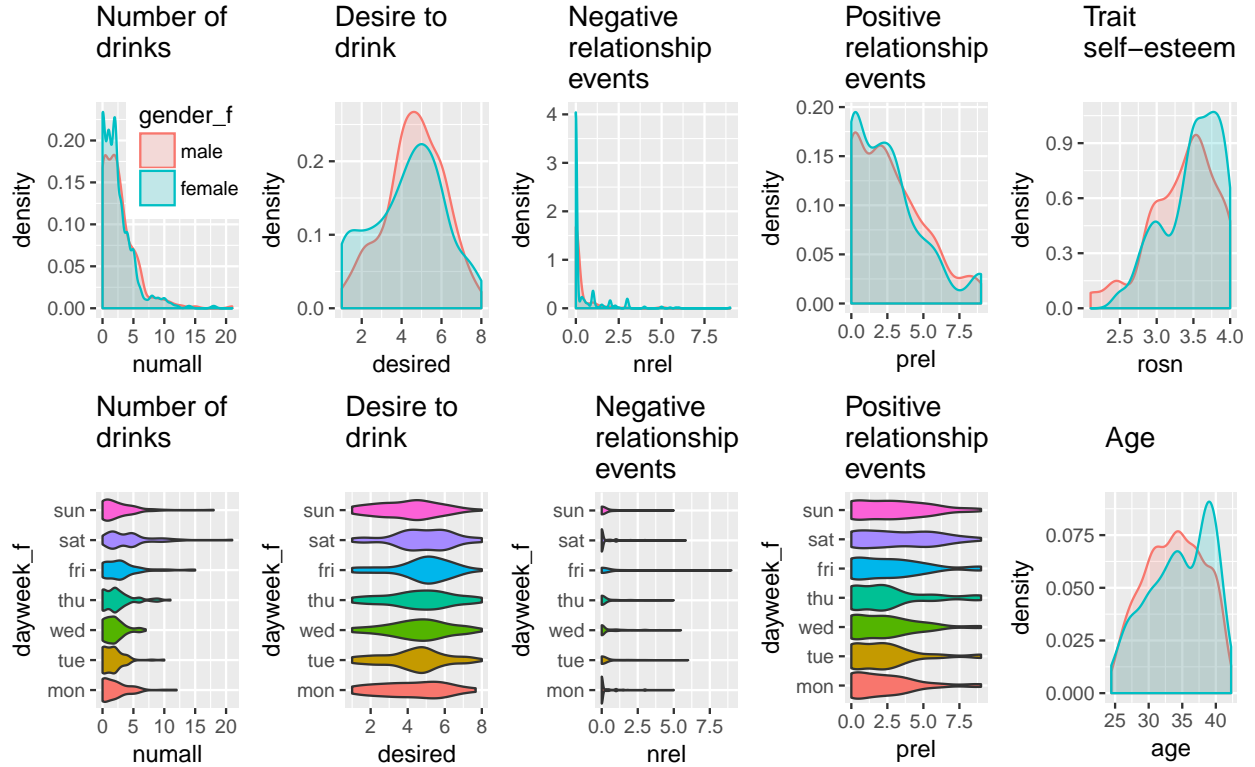 Number of
drinks
Desire to
drink
Negative
relationship
events
Positive
relationship
events
Trait
self−esteem
gender_f
male
female
density
0.20
0.15
0.10
0.05
0.00
0 5 10 15 20
numall
density
0.2
0.1
0.0
2 4 6 8
desired
density
4
3
2
1
0
0.0 2.5 5.0 7.5
nrel
density
0.20
0.15
0.10
0.05
0.00
0.0 2.5 5.0 7.5
prel
density
0.9
0.6
0.3
0.0
2.5 3.0 3.5 4.0
rosn
Number of
drinks
Desire to
drink
Negative
relationship
events
Positive
relationship
events
Age
dayweek_f
sun
sat
fri
thu
wed
tue
mon
0 5 10 15 20
numall
dayweek_f
sun
sat
fri
thu
wed
tue
mon
2 4 6 8
desired
dayweek_f
sun
sat
fri
thu
wed
tue
mon
0.0 2.5 5.0 7.5
nrel
dayweek_f
sun
sat
fri
thu
wed
tue
mon
0.0 2.5 5.0 7.5
prel
density
0.075
0.050
0.025
0.000
25 30 35 40
age